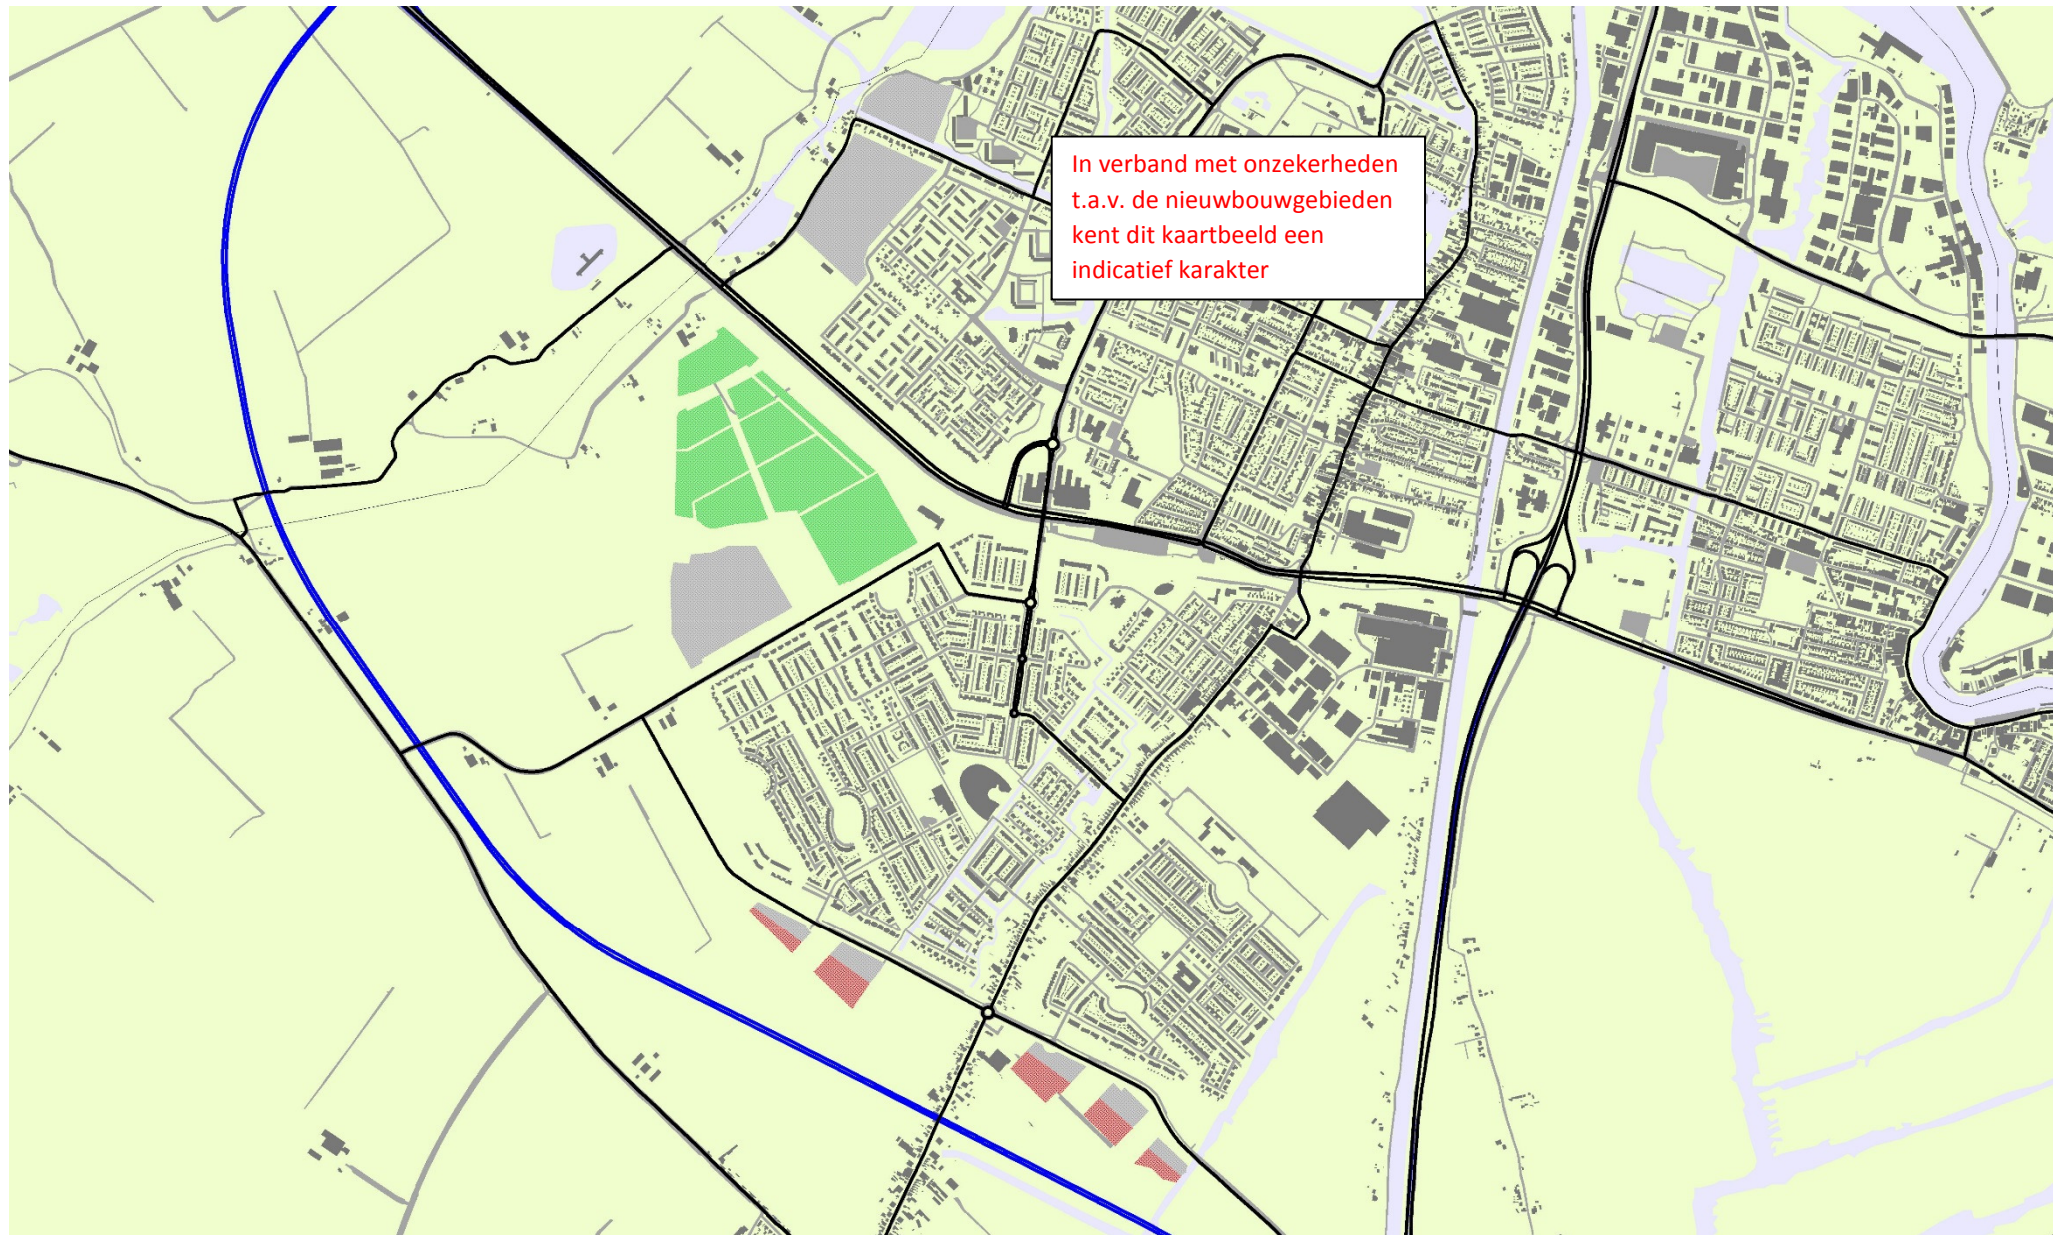 In verband met onzekerheden
t.a.v. de nieuwbouwgebieden
kent dit kaartbeeld een
indicatief karakter